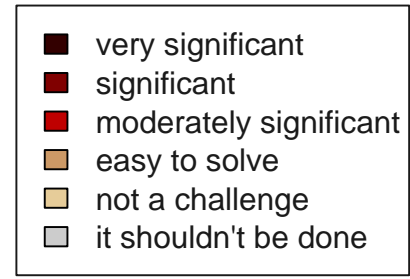 very significant
significant
moderately significant
easy to solve
not a challenge
it shouldn't be done